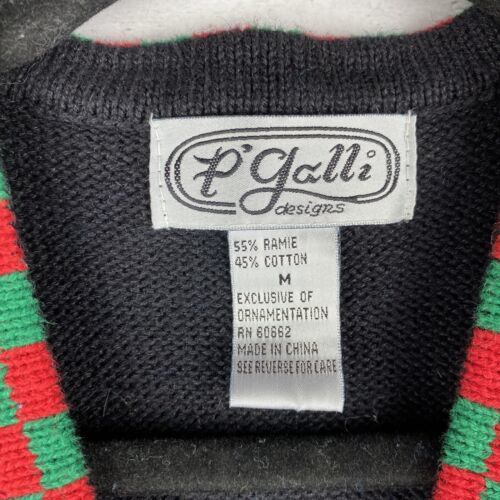 P'galli
designs
55% RAMIE
45% COTTON
M
EXCLUSIVE OF
ORNAMENTATION
RN 60662
MADE IN CHINA
SEE REVERSE FOR CARE